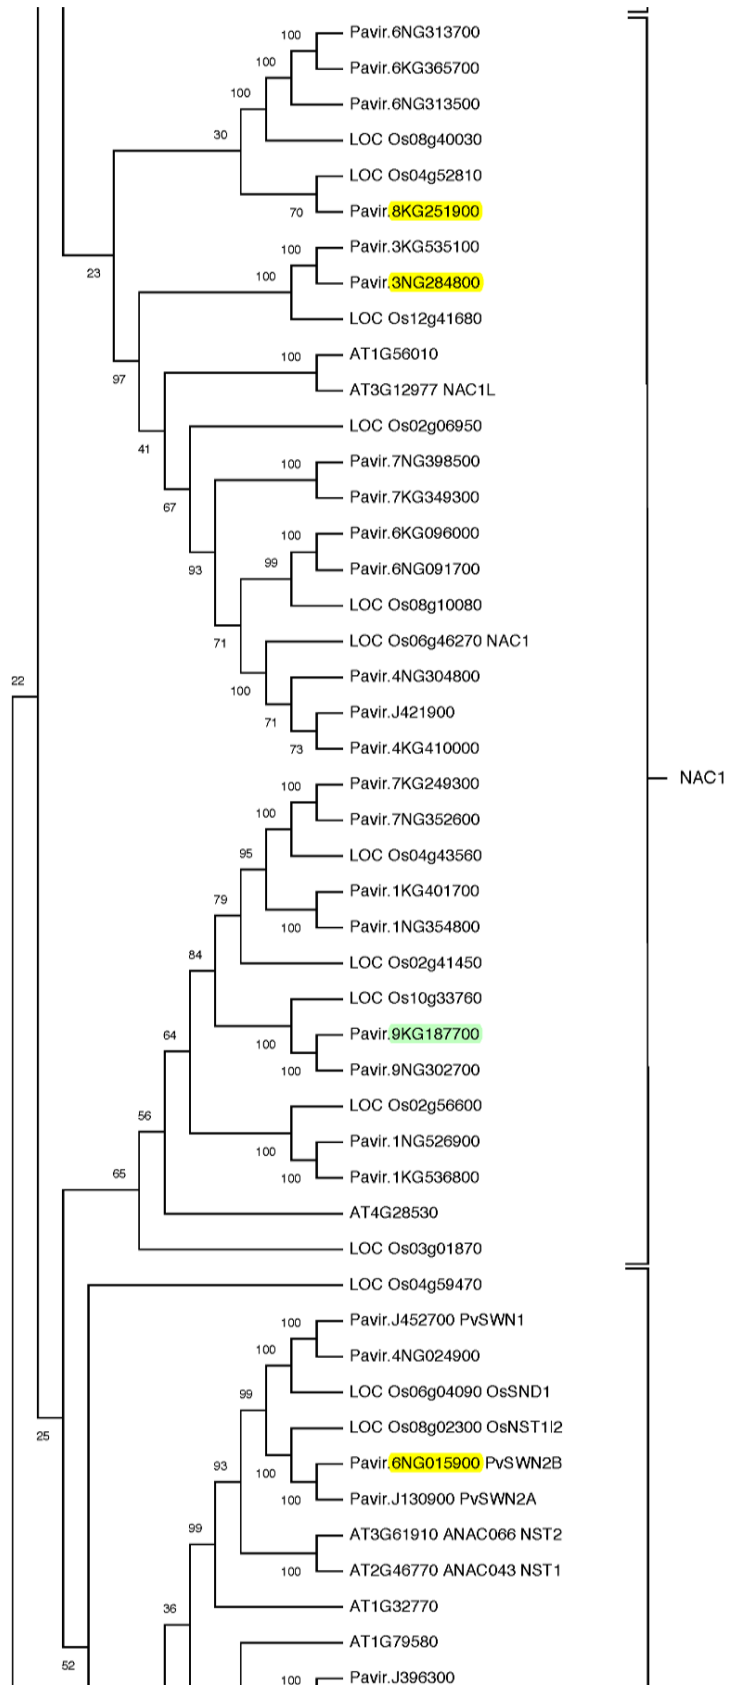 100
Pavir.6NG313700
100
Pavir.6KG365700
100
Pavir.6NG313500
30
LOC Os08g40030
LOC Os04g52810
70
Pavir.8KG251900
100
Pavir.3KG535100
23
100
Pavir.3NG284800
LOC Os12g41680
97
100
AT1G56010
AT3G12977 NAC1L
41
LOC Os02g06950
100
Pavir.7NG398500
67
Pavir.7KG349300
100
Pavir.6KG096000
93
99
Pavir.6NG091700
LOC Os08g10080
71
LOC Os06g46270 NAC1
22
100
Pavir.4NG304800
71
Pavir.J421900
73
Pavir.4KG410000
NAC1
100
Pavir.7KG249300
100
Pavir.7NG352600
95
LOC Os04g43560
79
Pavir.1KG401700
100
Pavir.1NG354800
84
LOC Os02g41450
LOC Os10g33760
64
100
Pavir.9KG187700
100
Pavir.9NG302700
56
LOC Os02g56600
100
Pavir.1NG526900
65
100
Pavir.1KG536800
AT4G28530
LOC Os03g01870
LOC Os04g59470
100
Pavir.J452700 PvSWN1
100
Pavir.4NG024900
99
LOC Os06g04090 OsSND1
25
LOC Os08g02300 OsNST1|2
93
100
Pavir.6NG015900 PvSWN2B
100
Pavir.J130900 PvSWN2A
99
AT3G61910 ANAC066 NST2
100
AT2G46770 ANAC043 NST1
36
AT1G32770
AT1G79580
52
100
Pavir.J396300